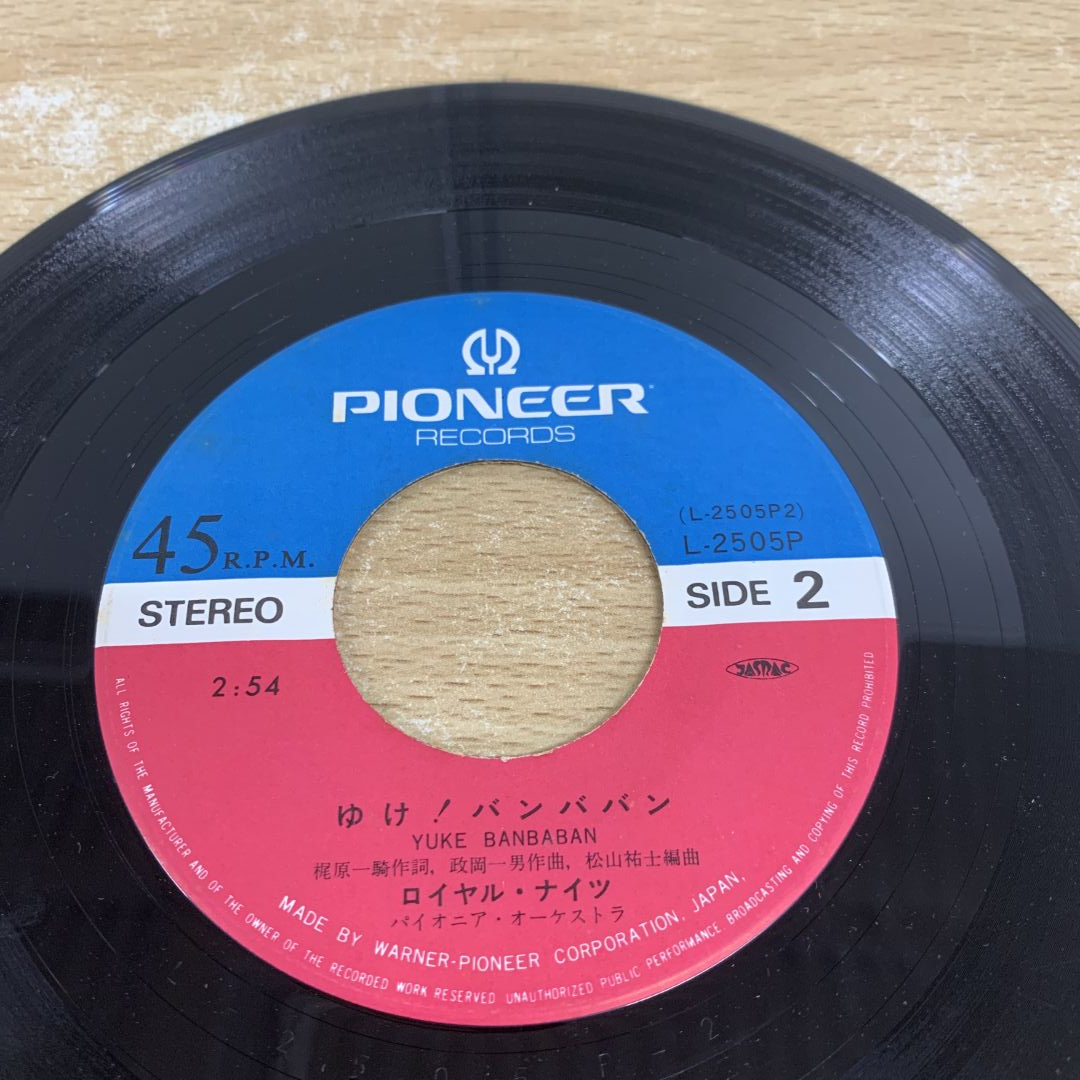 PIONEER
RECORDS
45 R.P.M.
(L-2505P2)
L-2505P
STEREO
SIDE 2
2:54
JASRAC
ゆけ!バンババン
YUKE BANBABAN
梶原一騎作詞, 政岡一男作曲, 松山祐士編曲
ロイヤル・ナイツ
パイオニア・オーケストラ
MADE BY WARNER-PIONEER CORPORATION, JAPAN,
ALL RIGHTS OF THE MANUFACTURER AND OF THE OWNER OF THE RECORDED WORK RESERVED UNAUTHORIZED PUBLIC PERFORMANCE, BROADCASTING AND COPYING OF THIS RECORD PROHIBITED
2505P-2